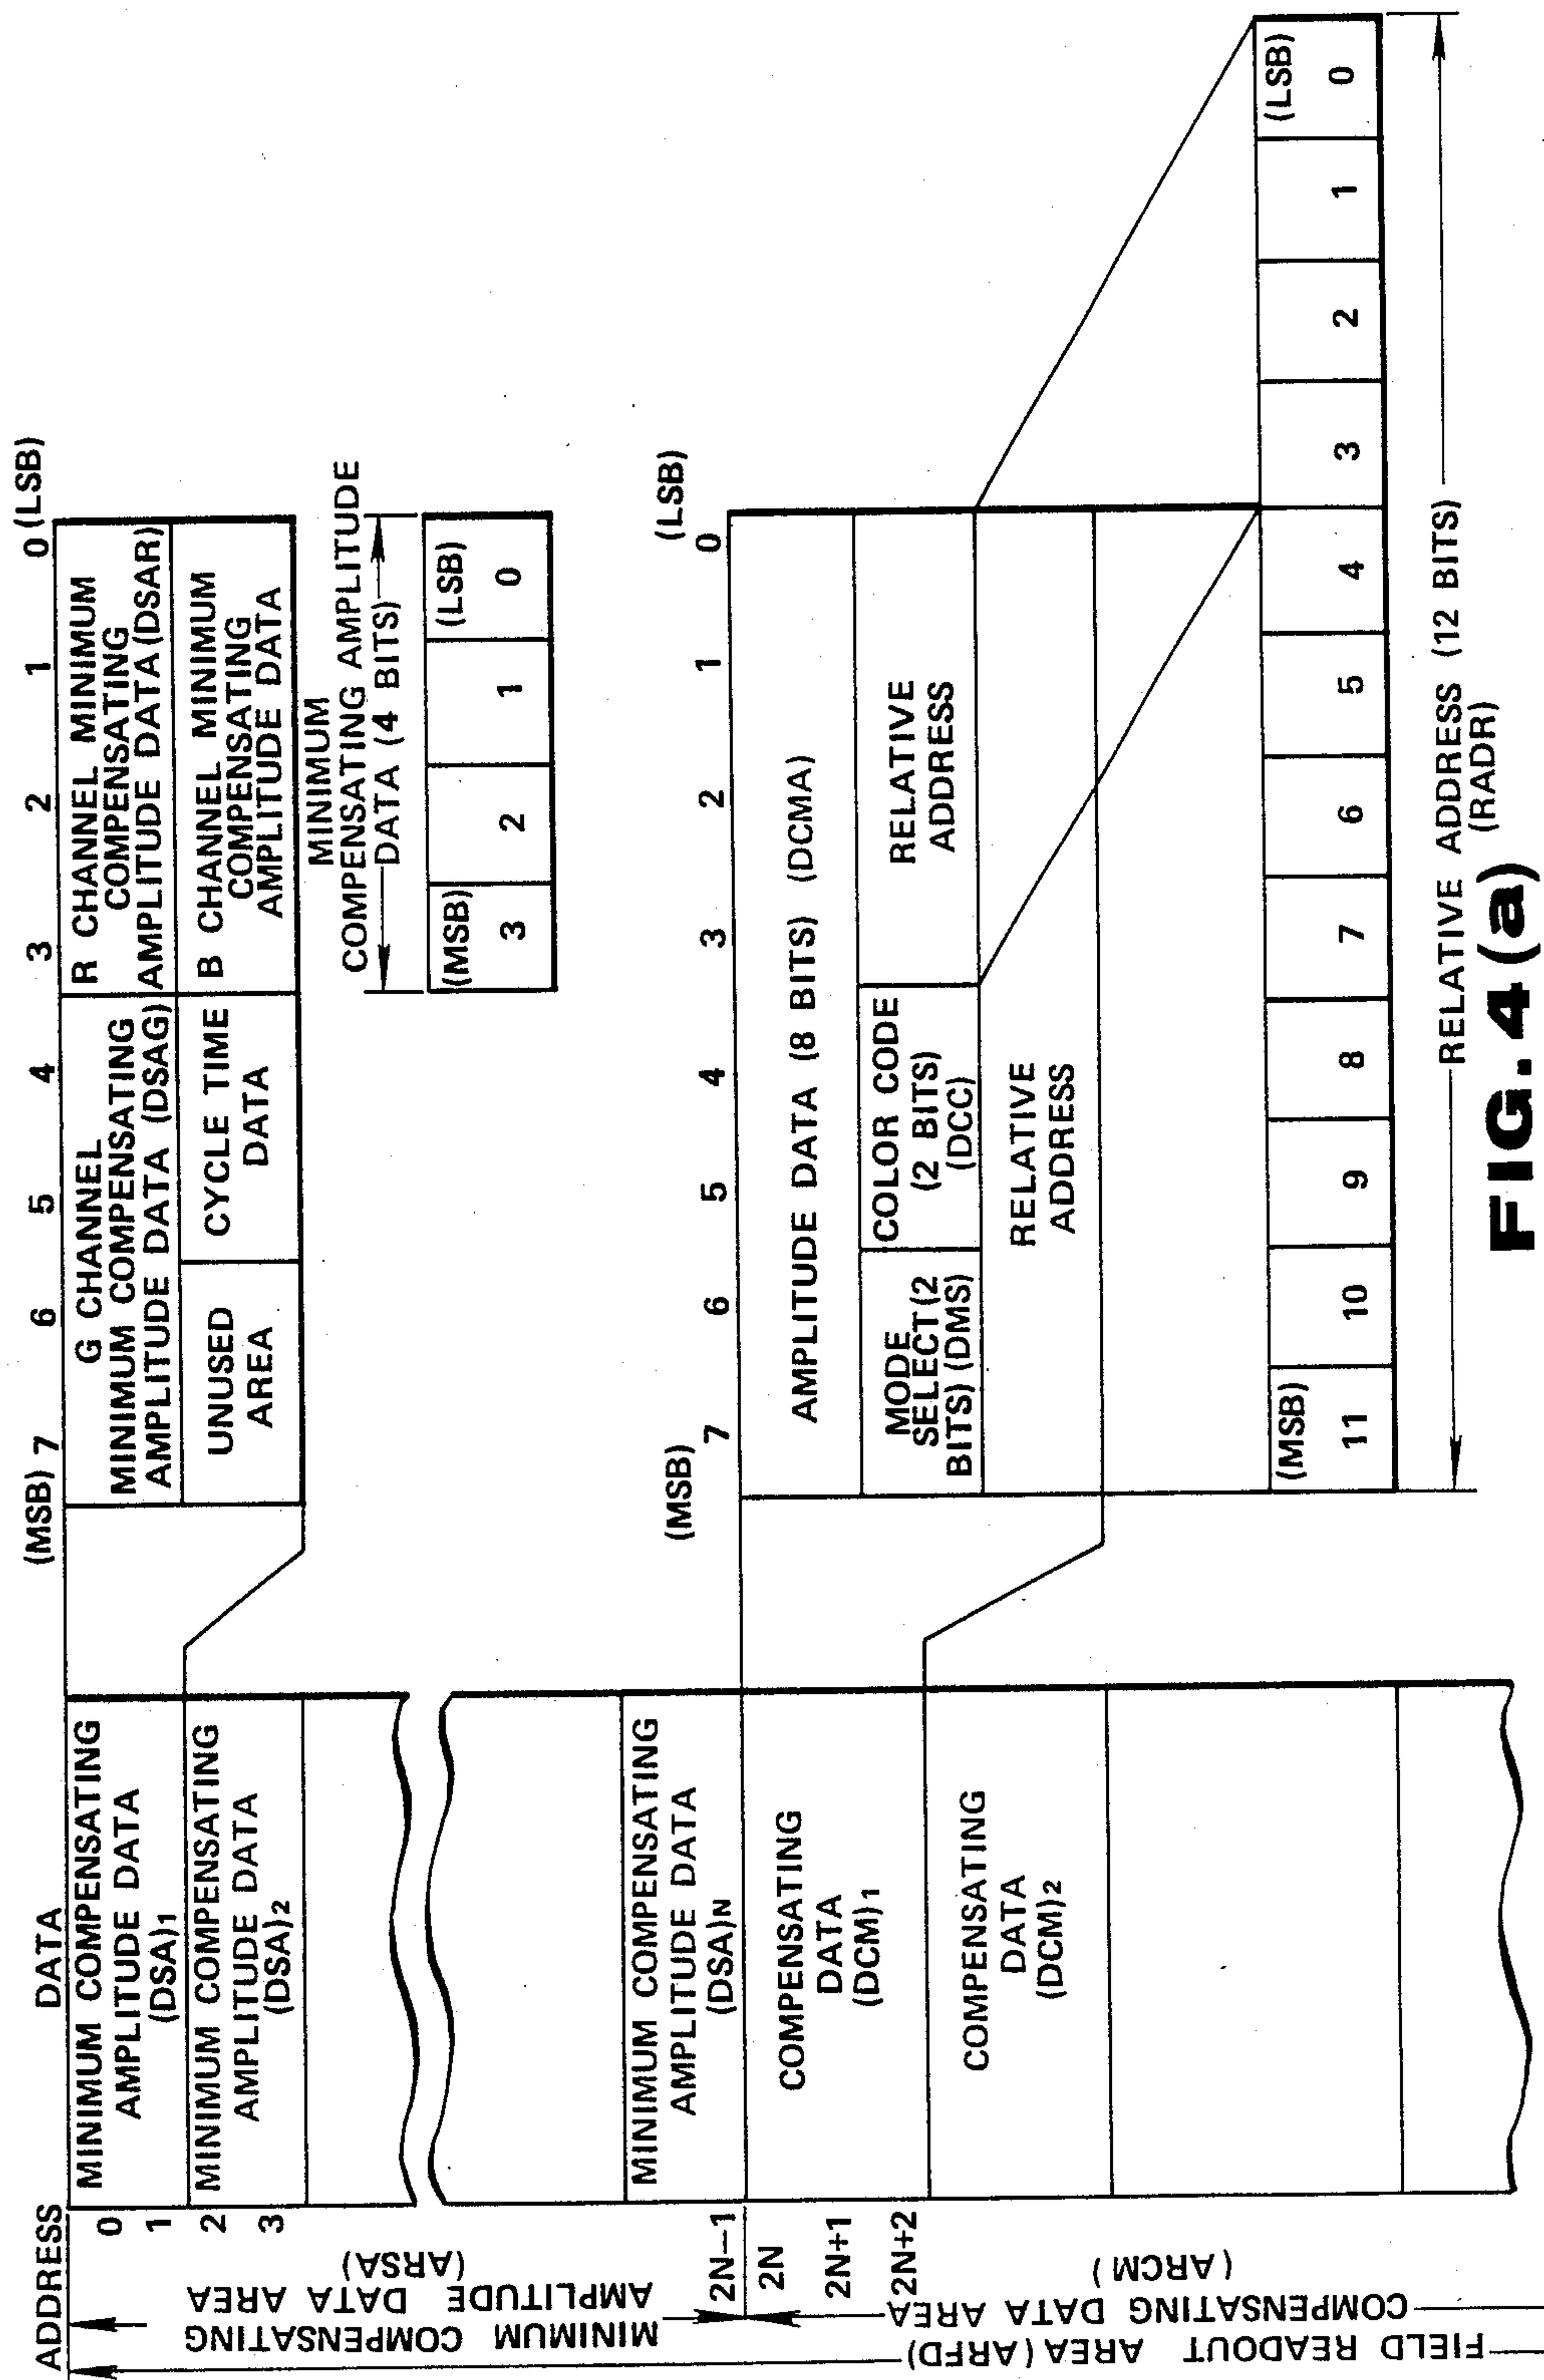 ADDRESS
DATA
0
1
2
3
2N—1
2N
2N+1
2N+2
MINIMUM COMPENSATING
AMPLITUDE DATA
(DSA)1
MINIMUM COMPENSATING
AMPLITUDE DATA
(DSA)2
MINIMUM COMPENSATING
AMPLITUDE DATA
(DSA)N
COMPENSATING
DATA
(DCM)1
COMPENSATING
DATA
(DCM)2
MINIMUM COMPENSATING
AMPLITUDE DATA AREA
(ARSA)
COMPENSATING DATA AREA
(ARCM)
FIELD READOUT AREA (ARFD)
(MSB) 7 6 5 4 3 2 1 0 (LSB)
G CHANNEL
MINIMUM COMPENSATING
AMPLITUDE DATA (DSAG)
R CHANNEL MINIMUM
COMPENSATING
AMPLITUDE DATA (DSAR)
UNUSED
AREA
CYCLE TIME
DATA
B CHANNEL MINIMUM
COMPENSATING
AMPLITUDE DATA
MINIMUM
COMPENSATING AMPLITUDE
DATA (4 BITS)
(MSB) (LSB)
3 2 1 0
(MSB) (LSB)
7 6 5 4 3 2 1 0
AMPLITUDE DATA (8 BITS) (DCMA)
MODE
SELECT (2
BITS) (DMS)
COLOR CODE
(2 BITS)
(DCC)
RELATIVE
ADDRESS
RELATIVE
ADDRESS
(MSB) (LSB)
11 10 9 8 7 6 5 4 3 2 1 0
RELATIVE ADDRESS (12 BITS)
(RADR)
FIG. 4 (a)